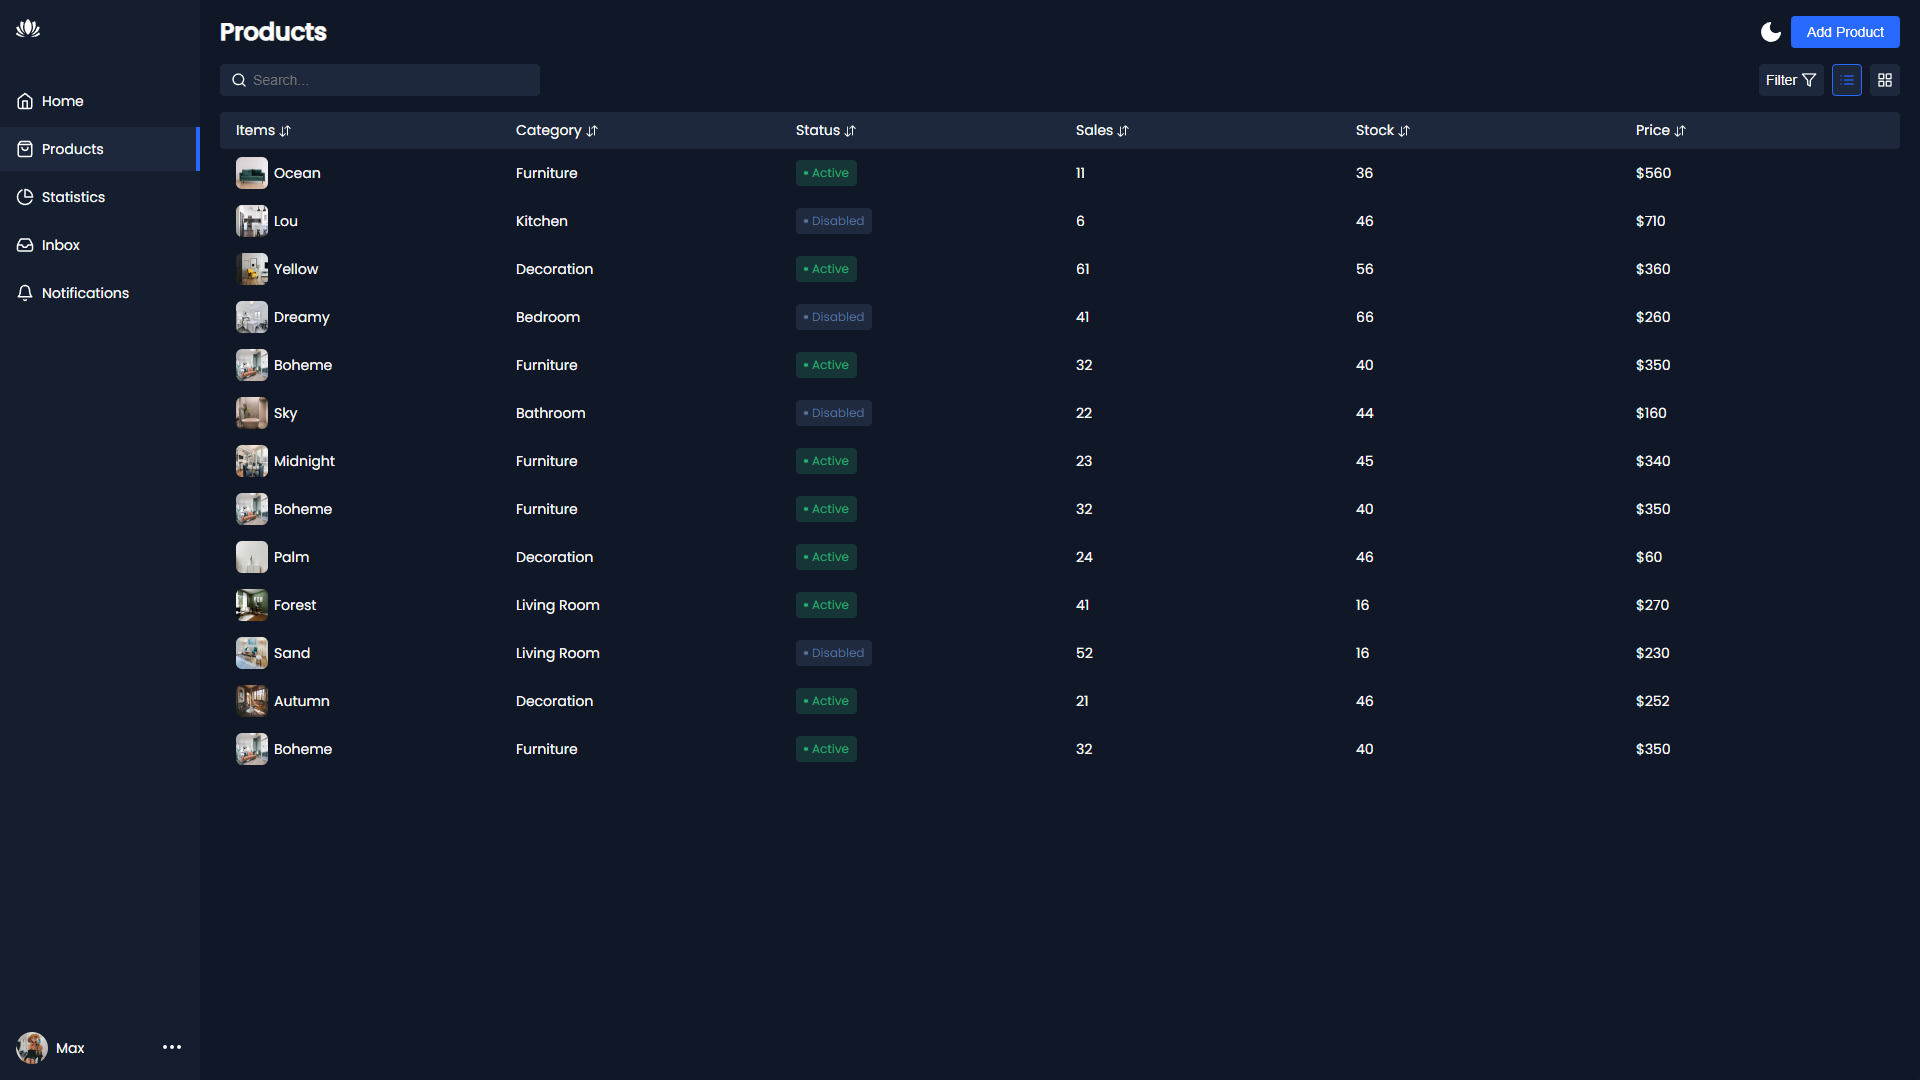 Products
Add Product
Search...
Filter
Home
Products
Statistics
Inbox
Notifications
Items Category Status Sales Stock Price
Ocean Furniture Active 11 36 $560
Lou Kitchen Disabled 6 46 $710
Yellow Decoration Active 61 56 $360
Dreamy Bedroom Disabled 41 66 $260
Boheme Furniture Active 32 40 $350
Sky Bathroom Disabled 22 44 $160
Midnight Furniture Active 23 45 $340
Boheme Furniture Active 32 40 $350
Palm Decoration Active 24 46 $60
Forest Living Room Active 41 16 $270
Sand Living Room Disabled 52 16 $230
Autumn Decoration Active 21 46 $252
Boheme Furniture Active 32 40 $350
Max